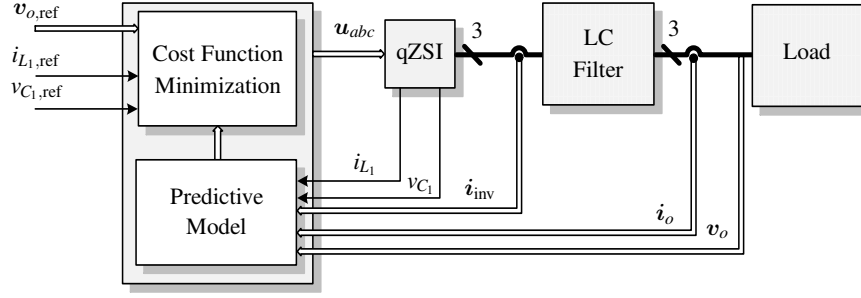 v_o,ref
i_L1,ref
v_C1,ref
Cost Function
Minimization
u_abc
qZSI
3
LC
Filter
3
Load
Predictive
Model
i_L1
v_C1
i_inv
i_o
v_o